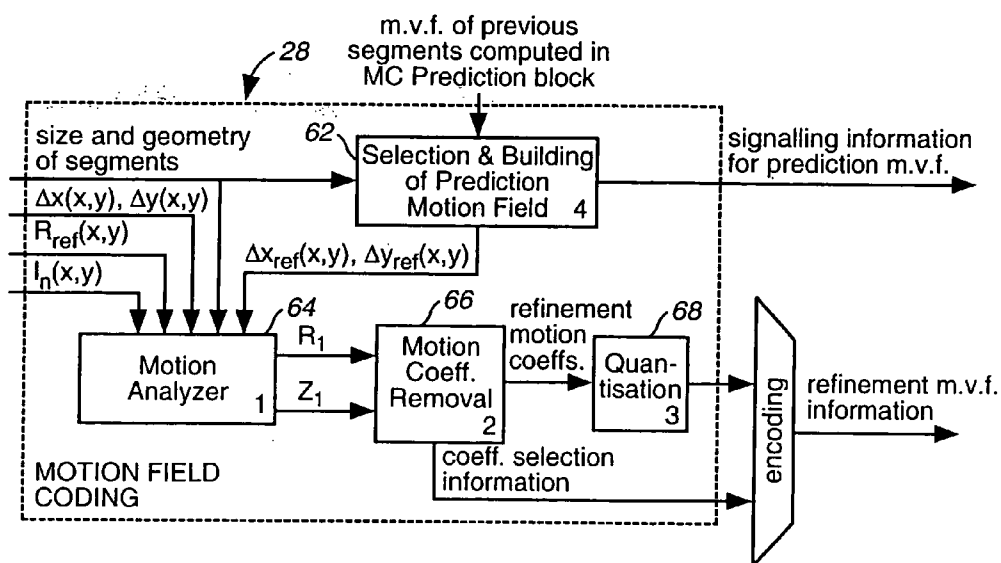 m.v.f. of previous
segments computed in
MC Prediction block
28
size and geometry
of segments
62
Selection & Building
of Prediction
Motion Field 4
signalling information
for prediction m.v.f.
Δx(x,y), Δy(x,y)
R_ref(x,y)
I_n(x,y)
Δx_ref(x,y), Δy_ref(x,y)
64
Motion
Analyzer 1
R_1
Z_1
66
Motion
Coeff.
Removal
2
refinement
motion
coeffs.
68
Quan-
tisation
3
coeff. selection
information
encoding
refinement m.v.f.
information
MOTION FIELD
CODING